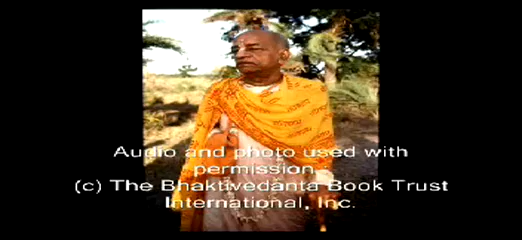 Audio and photo used with
permission.
(c) The Bhaktivedanta Book Trust
International, Inc.